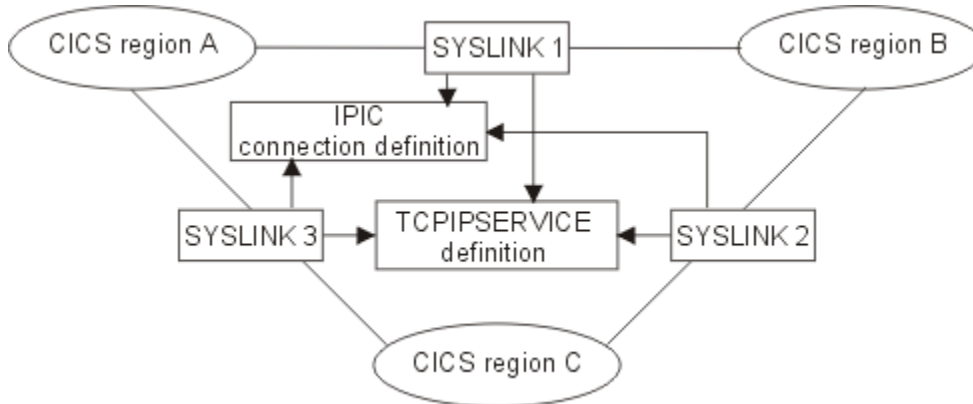 CICS region A
SYSLINK 1
CICS region B
IPIC
connection definition
SYSLINK 3
TCPIPSERVICE
definition
SYSLINK 2
CICS region C